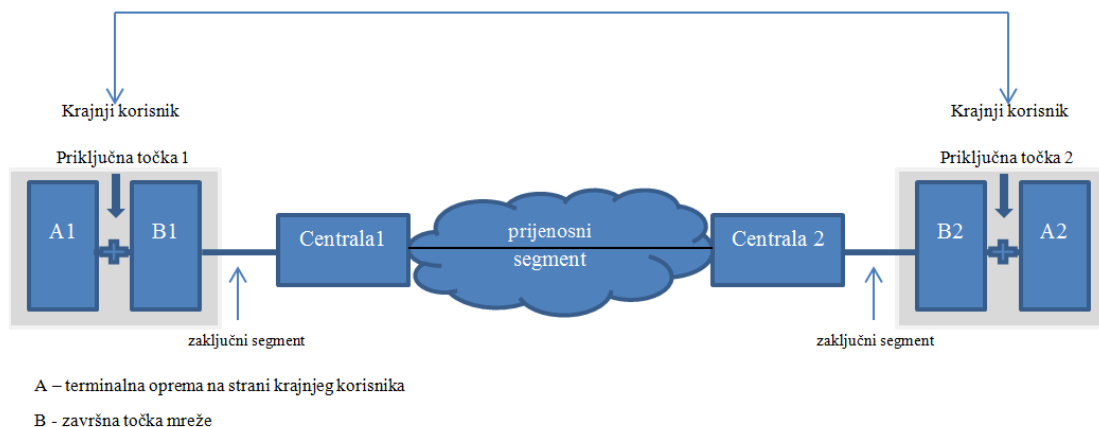 Krajnji korisnik
Krajnji korisnik
Priključna točka 1
Priključna točka 2
A1
B1
Centrala1
prijenosni
segment
Centrala 2
B2
A2
zaključni segment
zaključni segment
A – terminalna oprema na strani krajnjeg korisnika
B - završna točka mreže